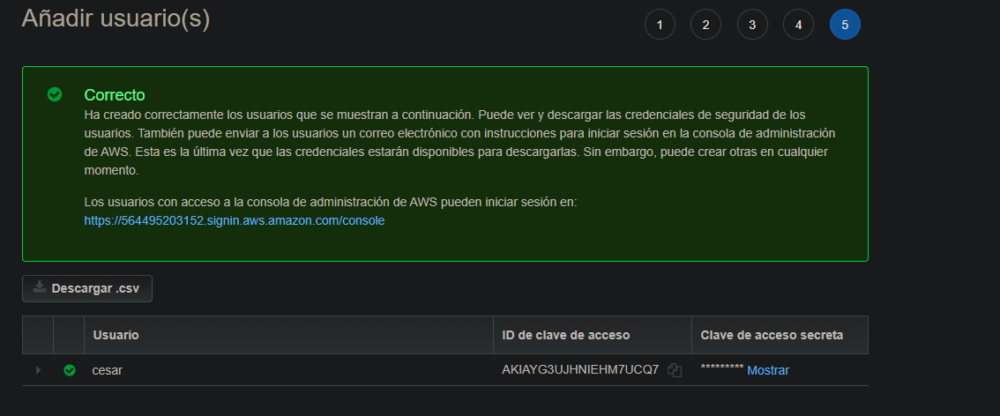 Añadir usuario(s)
1 2 3 4 5
Correcto
Ha creado correctamente los usuarios que se muestran a continuación. Puede ver y descargar las credenciales de seguridad de los
usuarios. También puede enviar a los usuarios un correo electrónico con instrucciones para iniciar sesión en la consola de administración
de AWS. Esta es la última vez que las credenciales estarán disponibles para descargarlas. Sin embargo, puede crear otras en cualquier
momento.
Los usuarios con acceso a la consola de administración de AWS pueden iniciar sesión en:
https://564495203152.signin.aws.amazon.com/console
Descargar .csv
Usuario ID de clave de acceso Clave de acceso secreta
cesar AKIAYG3UJHNIEHM7UCQ7 ********* Mostrar